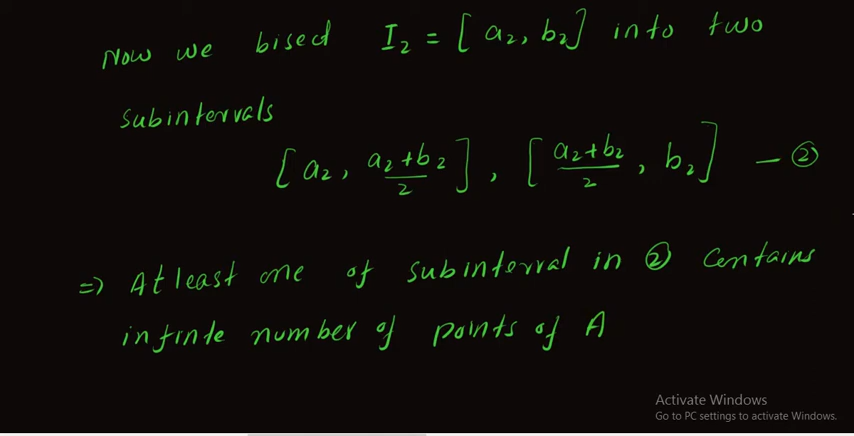 Now we bised I₂ = [a₂, b₂] into two
subintervals
[a₂, a₂+b₂/2], [a₂+b₂/2, b₂] — ②
⇒ Atleast one of subinterval in ② contains
infinte number of points of A
Activate Windows
Go to PC settings to activate Windows.